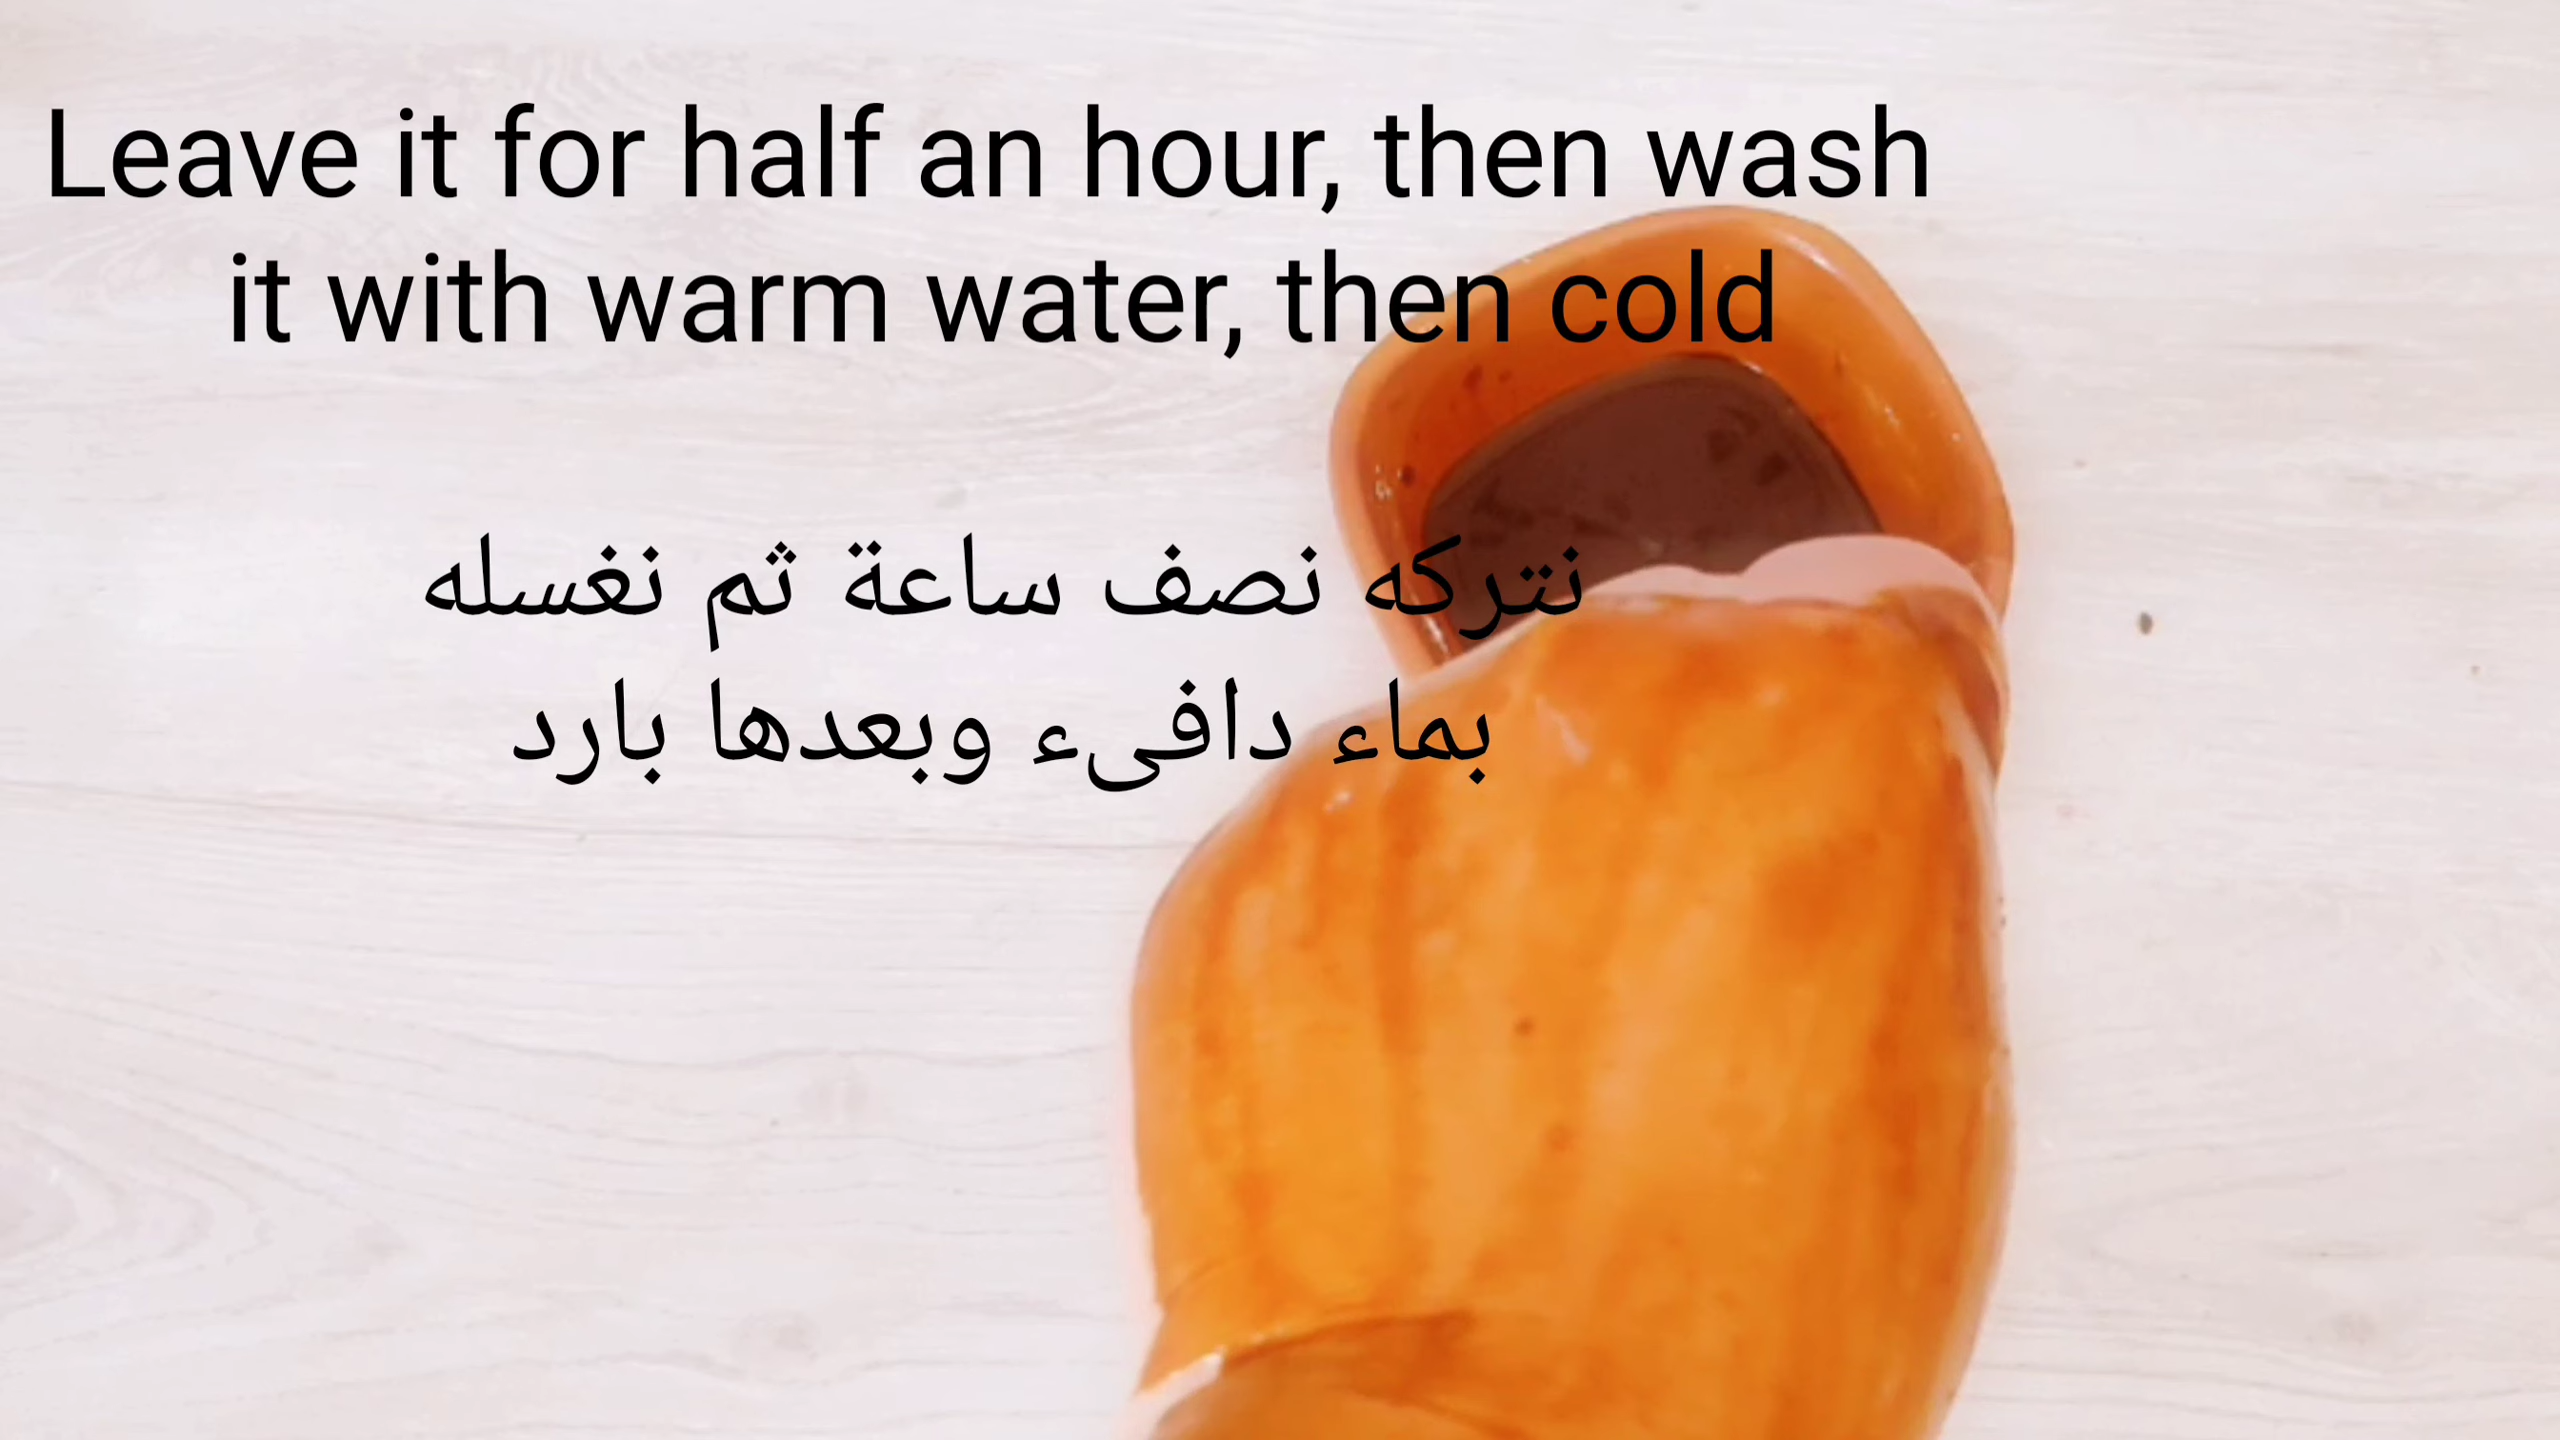 Leave it for half an hour, then wash
it with warm water, then cold
نتركه نصف ساعة ثم نغسله
بماء دافىء وبعدها بارد